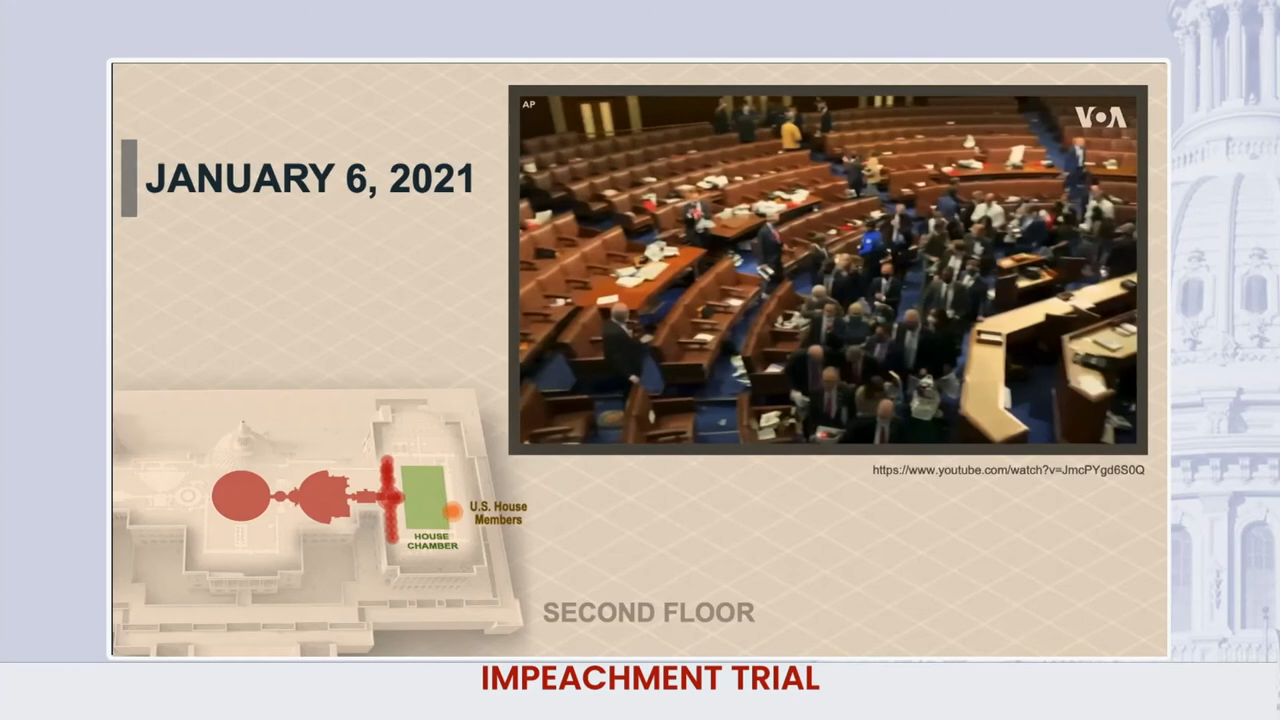 JANUARY 6, 2021
AP
VOA
https://www.youtube.com/watch?v=JmcPYgd6S0Q
U.S. House
Members
HOUSE
CHAMBER
SECOND FLOOR
IMPEACHMENT TRIAL